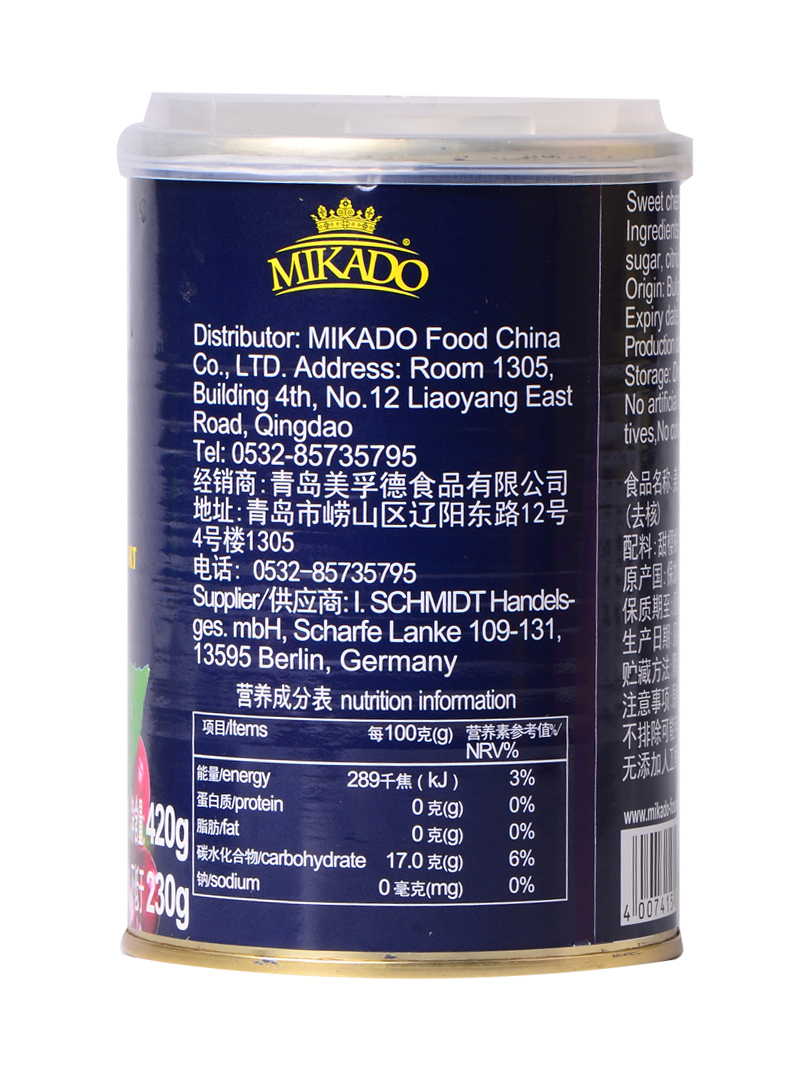 MIKADO®
Distributor: MIKADO Food China
Co., LTD. Address: Room 1305,
Building 4th, No.12 Liaoyang East
Road, Qingdao
Tel: 0532-85735795
经销商:青岛美孚德食品有限公司
地址:青岛市崂山区辽阳东路12号
4号楼1305
电话: 0532-85735795
Supplier/供应商: I. SCHMIDT Handels-
ges. mbH, Scharfe Lanke 109-131,
13595 Berlin, Germany
营养成分表 nutrition information
项目/Items 每100克(g) 营养素参考值%/
NRV%
能量/energy 289千焦(kJ) 3%
蛋白质/protein 0 克(g) 0%
脂肪/fat 0 克(g) 0%
碳水化合物/carbohydrate 17.0 克(g) 6%
钠/sodium 0 毫克(mg) 0%
420g
230g
Sweet
sugar,
Origin:
Expiry
Production
Storage:
No
tives,No
食品名称:
(去核)
配料:甜
原产国:保
保质期至:
生产日期
贮藏方法
注意事项
不排除可
无添加人工
4 00741